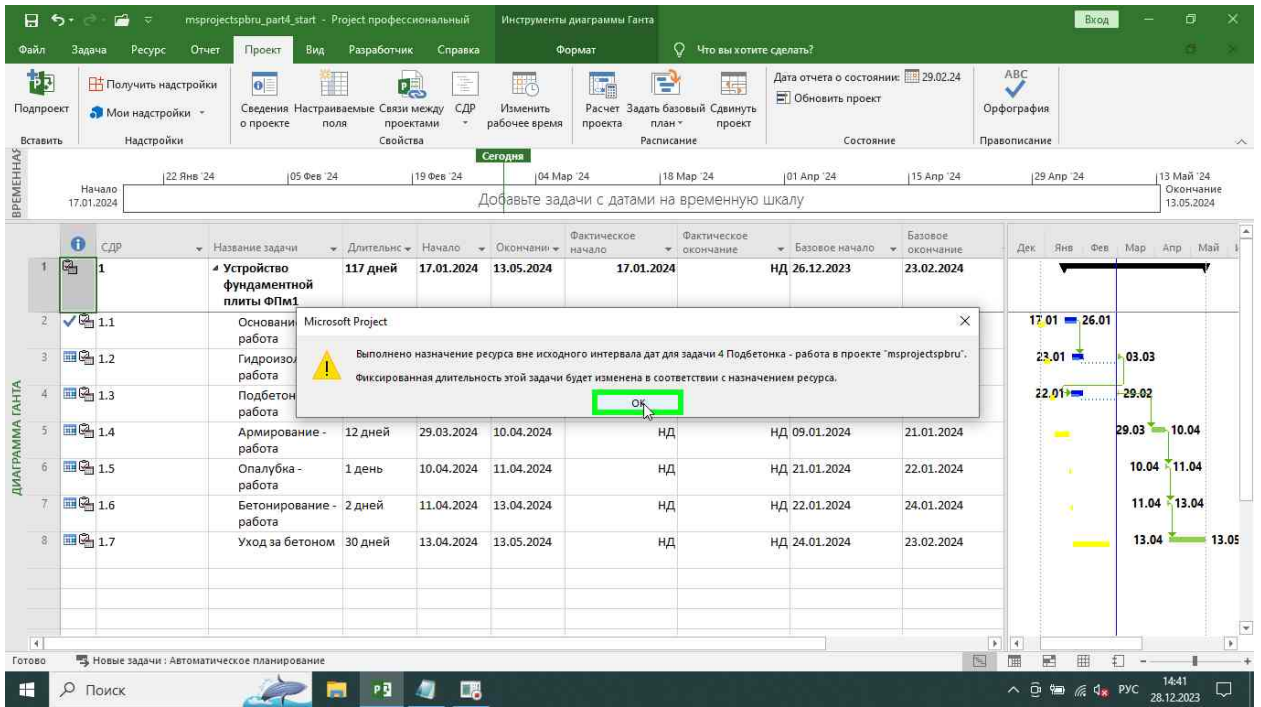 msprojectspbru_part4_start - Project профессиональный
Инструменты диаграммы Ганта
Вход
Файл Задача Ресурс Отчет Проект Вид Разработчик Справка Формат Что вы хотите сделать?
Подпроект
Получить надстройки
Мои надстройки
Сведения о проекте
Настраиваемые поля
Связи между проектами
СДР
Изменить рабочее время
Расчет проекта
Задать базовый план
Сдвинуть проект
Дата отчета о состоянии: 29.02.24
Обновить проект
ABC
Орфография
Вставить Надстройки Свойства Расписание Состояние Правописание
ВРЕМЕННАЯ
Сегодня
22 Янв '24 05 Фев '24 19 Фев '24 04 Мар '24 18 Мар '24 01 Апр '24 15 Апр '24 29 Апр '24 13 Май '24
Начало
17.01.2024
Добавьте задачи с датами на временную шкалу
Окончание
13.05.2024
СДР Название задачи Длительнс Начало Окончани Фактическое начало Фактическое окончание Базовое начало Базовое окончание Дек Янв Фев Мар Апр Май
1 1 Устройство 117 дней 17.01.2024 13.05.2024 17.01.2024 НД 26.12.2023 23.02.2024
фундаментной
плиты ФПм1
2 1.1 Основани
работа
17.01 26.01
3 1.2 Гидроизо
работа
23.01 03.03
4 1.3 Подбетон
работа
22.01 29.02
Microsoft Project
Выполнено назначение ресурса вне исходного интервала дат для задачи 4 Подбетонка - работа в проекте "msprojectspbru".
Фиксированная длительность этой задачи будет изменена в соответствии с назначением ресурса.
ОК
5 1.4 Армирование - 12 дней 29.03.2024 10.04.2024 НД НД 09.01.2024 21.01.2024 29.03 10.04
работа
6 1.5 Опалубка - 1 день 10.04.2024 11.04.2024 НД НД 21.01.2024 22.01.2024 10.04 11.04
работа
7 1.6 Бетонирование - 2 дней 11.04.2024 13.04.2024 НД НД 22.01.2024 24.01.2024 11.04 13.04
работа
8 1.7 Уход за бетоном 30 дней 13.04.2024 13.05.2024 НД НД 24.01.2024 23.02.2024 13.04 13.05
ДИАГРАММА ГАНТА
Готово Новые задачи : Автоматическое планирование
Поиск
РУС
14:41
28.12.2023